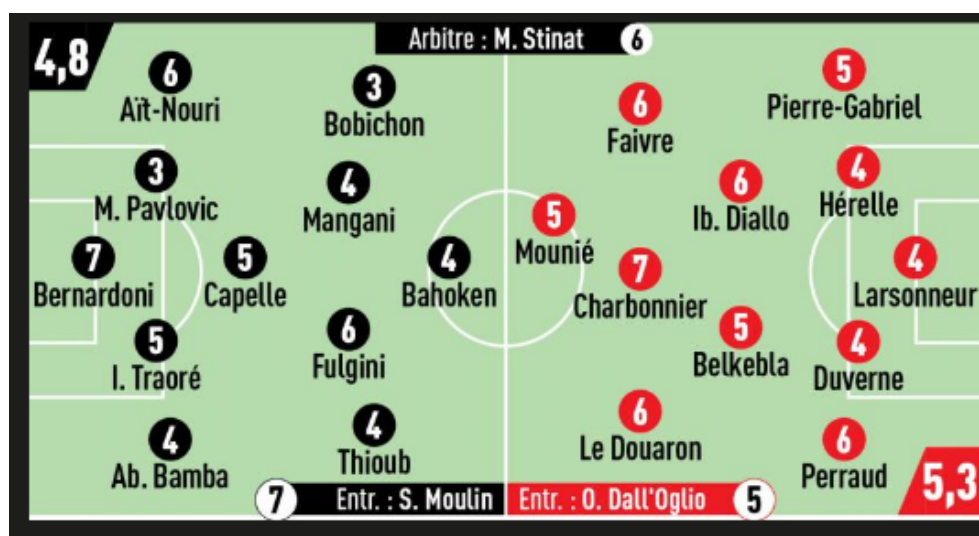 4,8
Arbitre : M. Stinat 6
6
Aït-Nouri
3
Bobichon
6
Faivre
5
Pierre-Gabriel
3
M. Pavlovic
4
Mangani
5
Mounié
6
Ib. Diallo
4
Hérelle
7
Bernardoni
5
Capelle
4
Bahoken
7
Charbonnier
4
Larsonneur
5
I. Traoré
6
Fulgini
5
Belkebla
4
Duverne
4
Ab. Bamba
4
Thioub
6
Le Douaron
6
Perraud
7 Entr. : S. Moulin
Entr. : O. Dall'Oglio 5
5,3